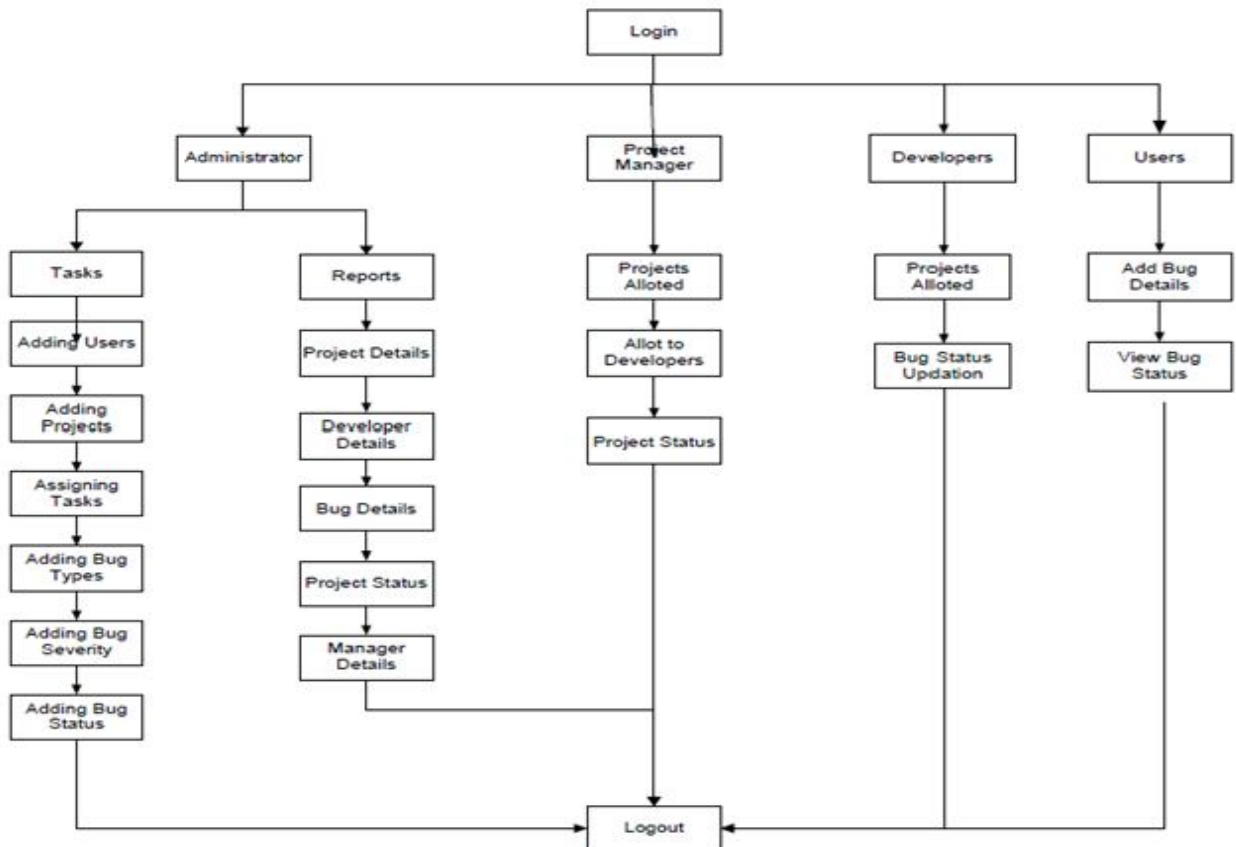 Login
Administrator
Project
Manager
Developers
Users
Tasks
Reports
Projects
Alloted
Projects
Alloted
Add Bug
Details
Adding Users
Project Details
Allot to
Developers
Bug Status
Updation
View Bug
Status
Adding
Projects
Developer
Details
Project Status
Assigning
Tasks
Bug Details
Adding Bug
Types
Project Status
Adding Bug
Severity
Manager
Details
Adding Bug
Status
Logout